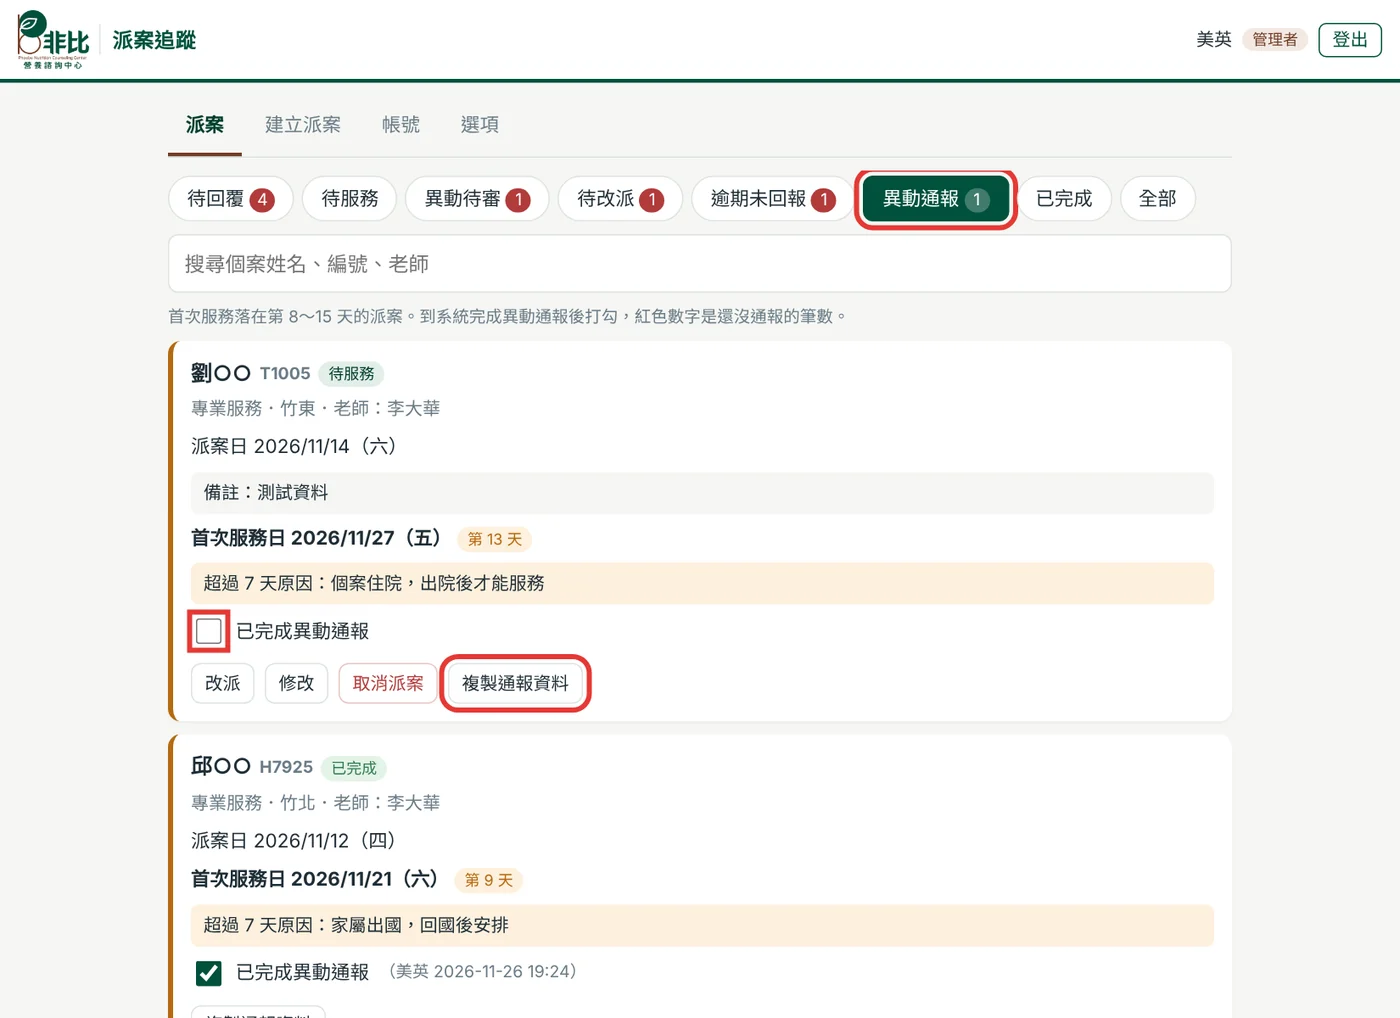 非比
Phoebe Nutrition Counseling Center
營養諮詢中心
派案追蹤
美英 管理者 登出
派案 建立派案 帳號 選項
待回覆 4 待服務 異動待審 1 待改派 1 逾期未回報 1 異動通報 1 已完成 全部
搜尋個案姓名、編號、老師
首次服務落在第 8～15 天的派案。到系統完成異動通報後打勾，紅色數字是還沒通報的筆數。
劉〇〇 T1005 待服務
專業服務 · 竹東 · 老師：李大華
派案日 2026/11/14（六）
備註：測試資料
首次服務日 2026/11/27（五） 第 13 天
超過 7 天原因：個案住院，出院後才能服務
已完成異動通報
改派 修改 取消派案 複製通報資料
邱〇〇 H7925 已完成
專業服務 · 竹北 · 老師：李大華
派案日 2026/11/12（四）
首次服務日 2026/11/21（六） 第 9 天
超過 7 天原因：家屬出國，回國後安排
已完成異動通報 （美英 2026-11-26 19:24）